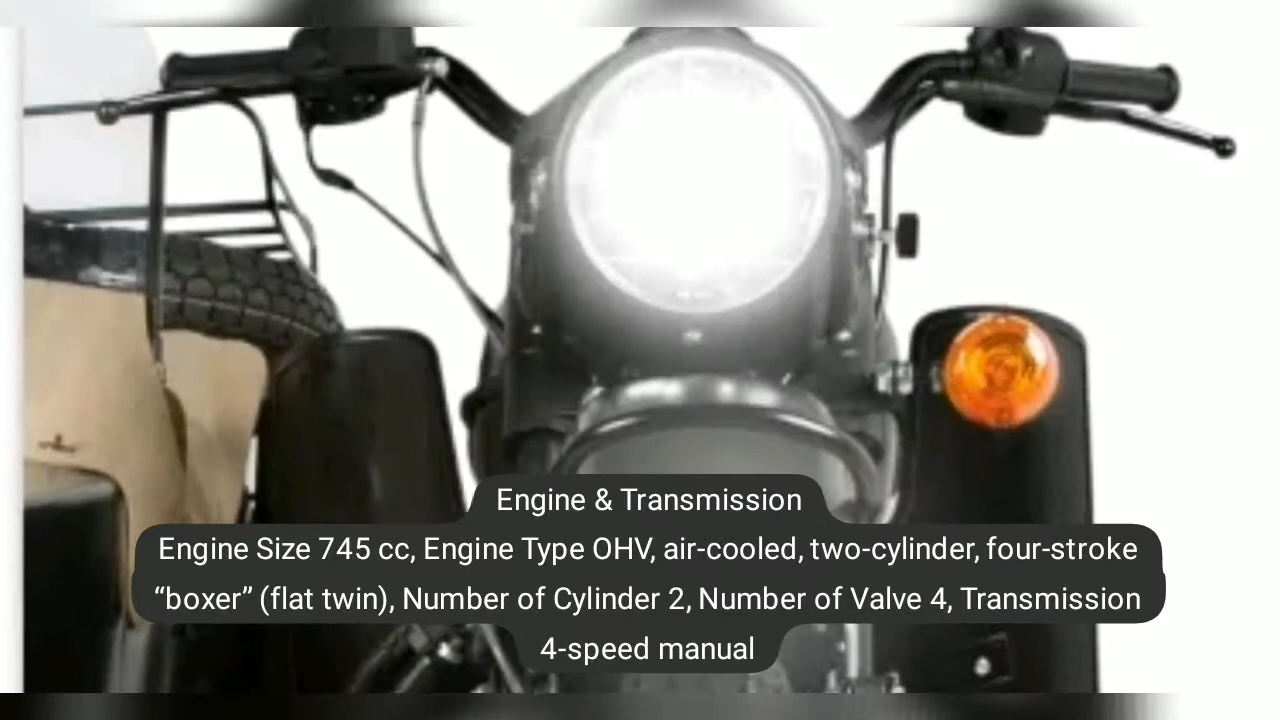 Engine & Transmission
Engine Size 745 cc, Engine Type OHV, air-cooled, two-cylinder, four-stroke
“boxer” (flat twin), Number of Cylinder 2, Number of Valve 4, Transmission
4-speed manual